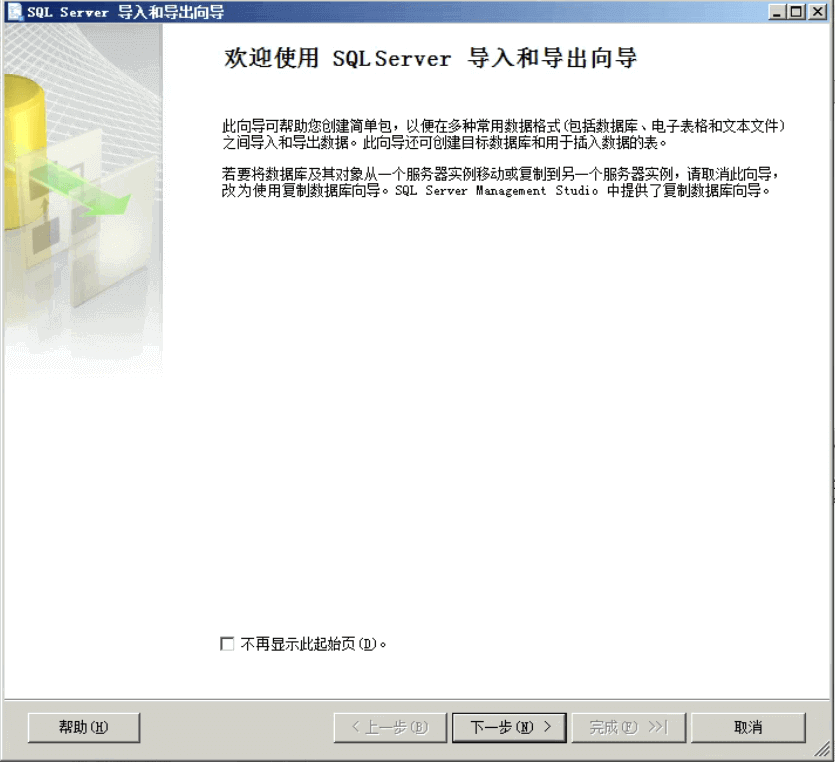 SQL Server 导入和导出向导
欢迎使用 SQLServer 导入和导出向导
此向导可帮助您创建简单包，以便在多种常用数据格式(包括数据库、电子表格和文本文件)
之间导入和导出数据。此向导还可创建目标数据库和用于插入数据的表。
若要将数据库及其对象从一个服务器实例移动或复制到另一个服务器实例，请取消此向导，
改为使用复制数据库向导。SQL Server Management Studio 中提供了复制数据库向导。
不再显示此起始页(D)。
帮助(H) < 上一步(B) 下一步(N) > 完成(F) >>| 取消